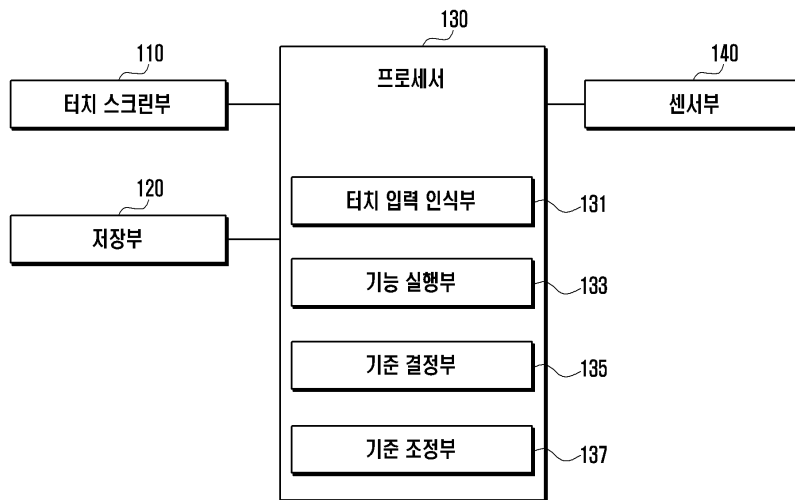 130
110
프로세서
140
터치 스크린부
센서부
120
터치 입력 인식부
131
저장부
기능 실행부
133
기준 결정부
135
기준 조정부
137